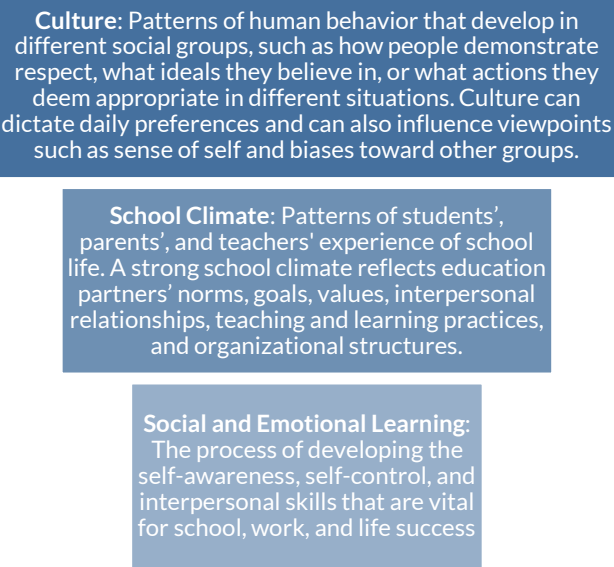 Culture: Patterns of human behavior that develop in
different social groups, such as how people demonstrate
respect, what ideals they believe in, or what actions they
deem appropriate in different situations. Culture can
dictate daily preferences and can also influence viewpoints
such as sense of self and biases toward other groups.
School Climate: Patterns of students’,
parents’, and teachers' experience of school
life. A strong school climate reflects education
partners’ norms, goals, values, interpersonal
relationships, teaching and learning practices,
and organizational structures.
Social and Emotional Learning:
The process of developing the
self-awareness, self-control, and
interpersonal skills that are vital
for school, work, and life success